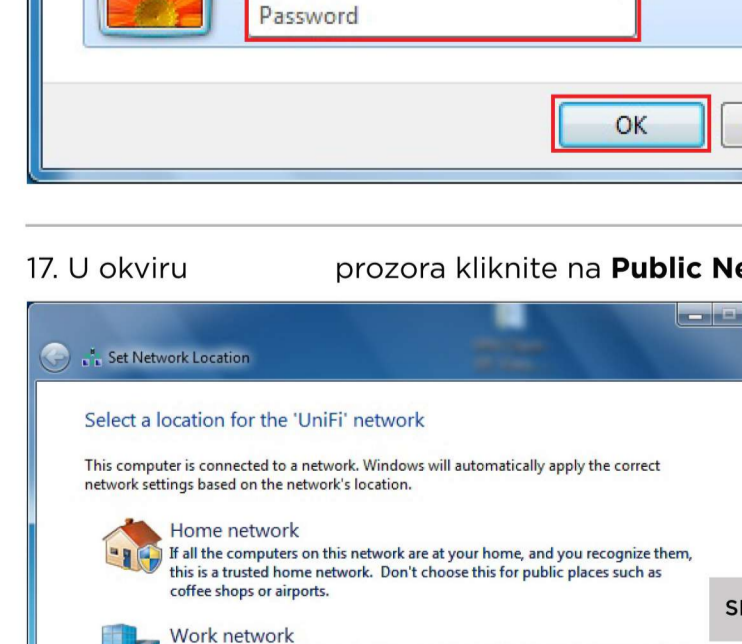 Password
OK
17. U okviru prozora kliknite na Public Ne
Set Network Location
Select a location for the 'UniFi' network
This computer is connected to a network. Windows will automatically apply the correct
network settings based on the network's location.
Home network
If all the computers on this network are at your home, and you recognize them,
this is a trusted home network. Don't choose this for public places such as
coffee shops or airports.
Work network